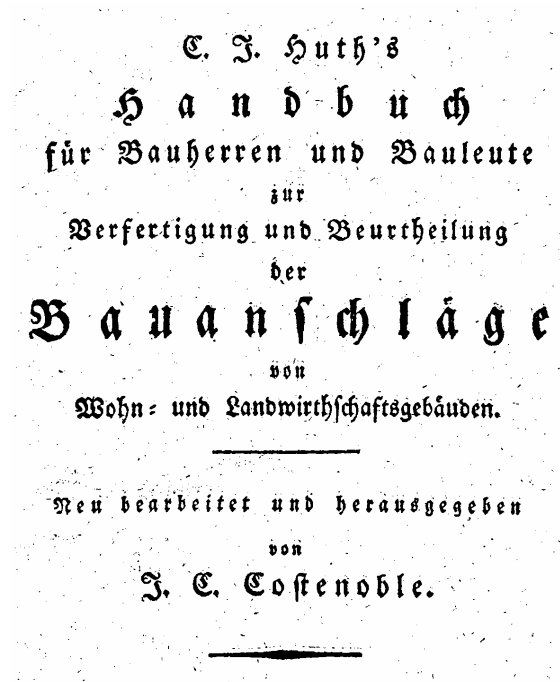 C. J. Huth's
Handbuch
für Bauherren und Bauleute
zur
Verfertigung und Beurtheilung
der
Bauanſchläge
von
Wohn- und Landwirthſchaftsgebäuden.
Neu bearbeitet und herausgegeben
von
J. C. Coſtenoble.